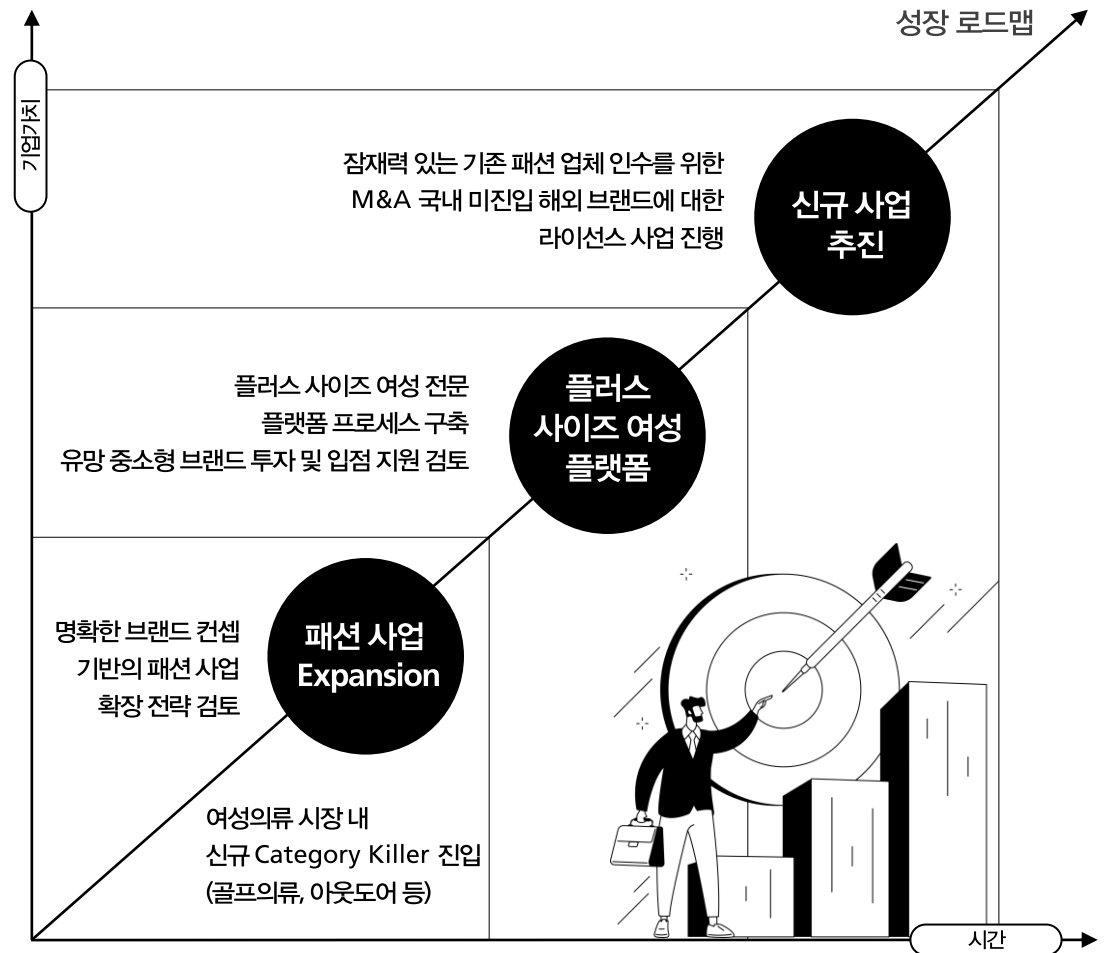 성장 로드맵
기업가치
잠재력 있는 기존 패션 업체 인수를 위한
M&A 국내 미진입 해외 브랜드에 대한
라이선스 사업 진행
신규 사업
추진
플러스 사이즈 여성 전문
플랫폼 프로세스 구축
유망 중소형 브랜드 투자 및 입점 지원 검토
플러스
사이즈 여성
플랫폼
명확한 브랜드 컨셉
기반의 패션 사업
확장 전략 검토
패션 사업
Expansion
여성의류 시장 내
신규 Category Killer 진입
(골프의류, 아웃도어 등)
시간